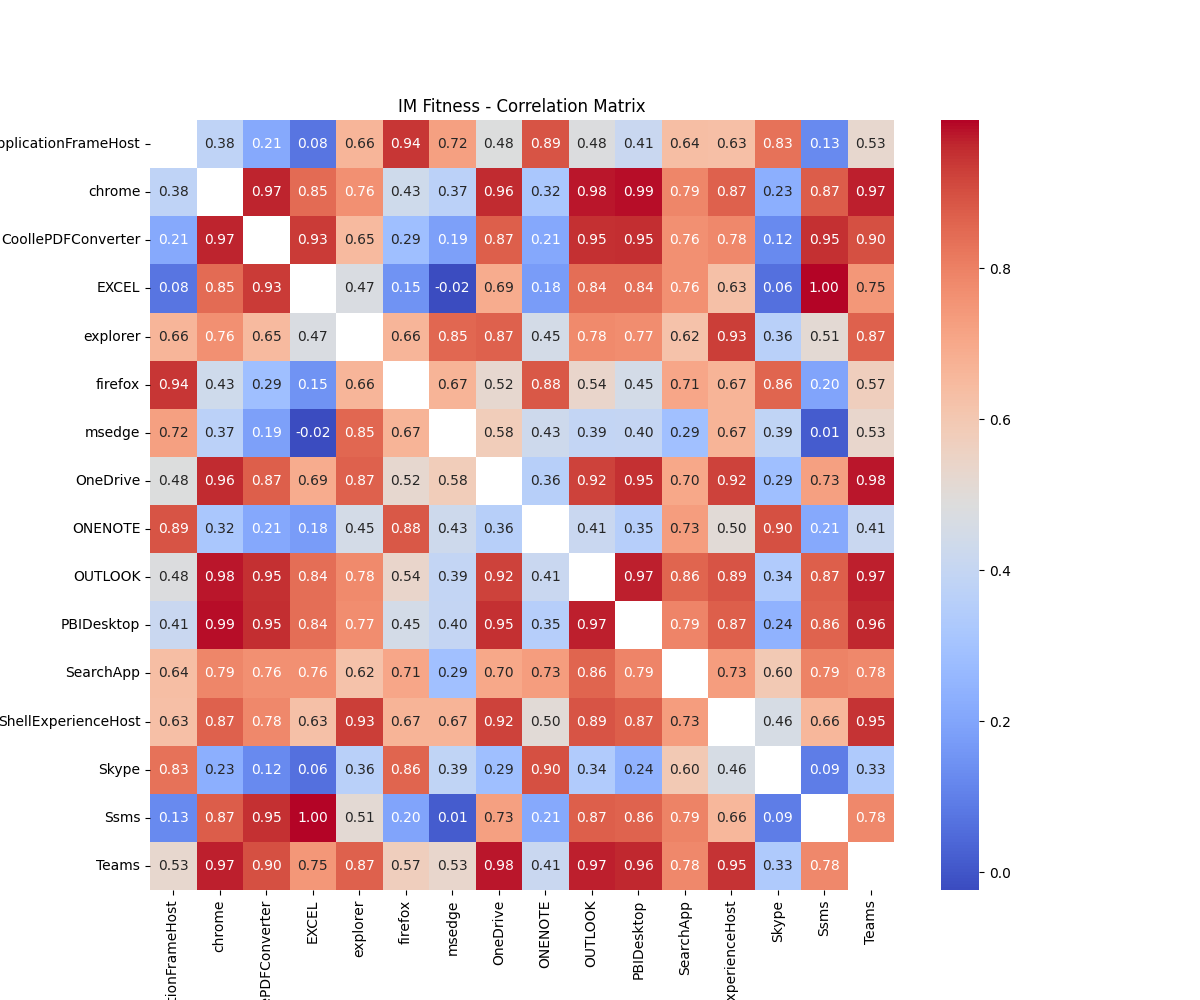 IM Fitness - Correlation Matrix
pplicationFrameHost 0.38 0.21 0.08 0.66 0.94 0.72 0.48 0.89 0.48 0.41 0.64 0.63 0.83 0.13 0.53
chrome 0.38 0.97 0.85 0.76 0.43 0.37 0.96 0.32 0.98 0.99 0.79 0.87 0.23 0.87 0.97
CoollePDFConverter 0.21 0.97 0.93 0.65 0.29 0.19 0.87 0.21 0.95 0.95 0.76 0.78 0.12 0.95 0.90
EXCEL 0.08 0.85 0.93 0.47 0.15 -0.02 0.69 0.18 0.84 0.84 0.76 0.63 0.06 1.00 0.75
explorer 0.66 0.76 0.65 0.47 0.66 0.85 0.87 0.45 0.78 0.77 0.62 0.93 0.36 0.51 0.87
firefox 0.94 0.43 0.29 0.15 0.66 0.67 0.52 0.88 0.54 0.45 0.71 0.67 0.86 0.20 0.57
msedge 0.72 0.37 0.19 -0.02 0.85 0.67 0.58 0.43 0.39 0.40 0.29 0.67 0.39 0.01 0.53
OneDrive 0.48 0.96 0.87 0.69 0.87 0.52 0.58 0.36 0.92 0.95 0.70 0.92 0.29 0.73 0.98
ONENOTE 0.89 0.32 0.21 0.18 0.45 0.88 0.43 0.36 0.41 0.35 0.73 0.50 0.90 0.21 0.41
OUTLOOK 0.48 0.98 0.95 0.84 0.78 0.54 0.39 0.92 0.41 0.97 0.86 0.89 0.34 0.87 0.97
PBIDesktop 0.41 0.99 0.95 0.84 0.77 0.45 0.40 0.95 0.35 0.97 0.79 0.87 0.24 0.86 0.96
SearchApp 0.64 0.79 0.76 0.76 0.62 0.71 0.29 0.70 0.73 0.86 0.79 0.73 0.60 0.79 0.78
ShellExperienceHost 0.63 0.87 0.78 0.63 0.93 0.67 0.67 0.92 0.50 0.89 0.87 0.73 0.46 0.66 0.95
Skype 0.83 0.23 0.12 0.06 0.36 0.86 0.39 0.29 0.90 0.34 0.24 0.60 0.46 0.09 0.33
Ssms 0.13 0.87 0.95 1.00 0.51 0.20 0.01 0.73 0.21 0.87 0.86 0.79 0.66 0.09 0.78
Teams 0.53 0.97 0.90 0.75 0.87 0.57 0.53 0.98 0.41 0.97 0.96 0.78 0.95 0.33 0.78
tionFrameHost
chrome
ePDFConverter
EXCEL
explorer
firefox
msedge
OneDrive
ONENOTE
OUTLOOK
PBIDesktop
SearchApp
xperienceHost
Skype
Ssms
Teams
0.8
0.6
0.4
0.2
0.0